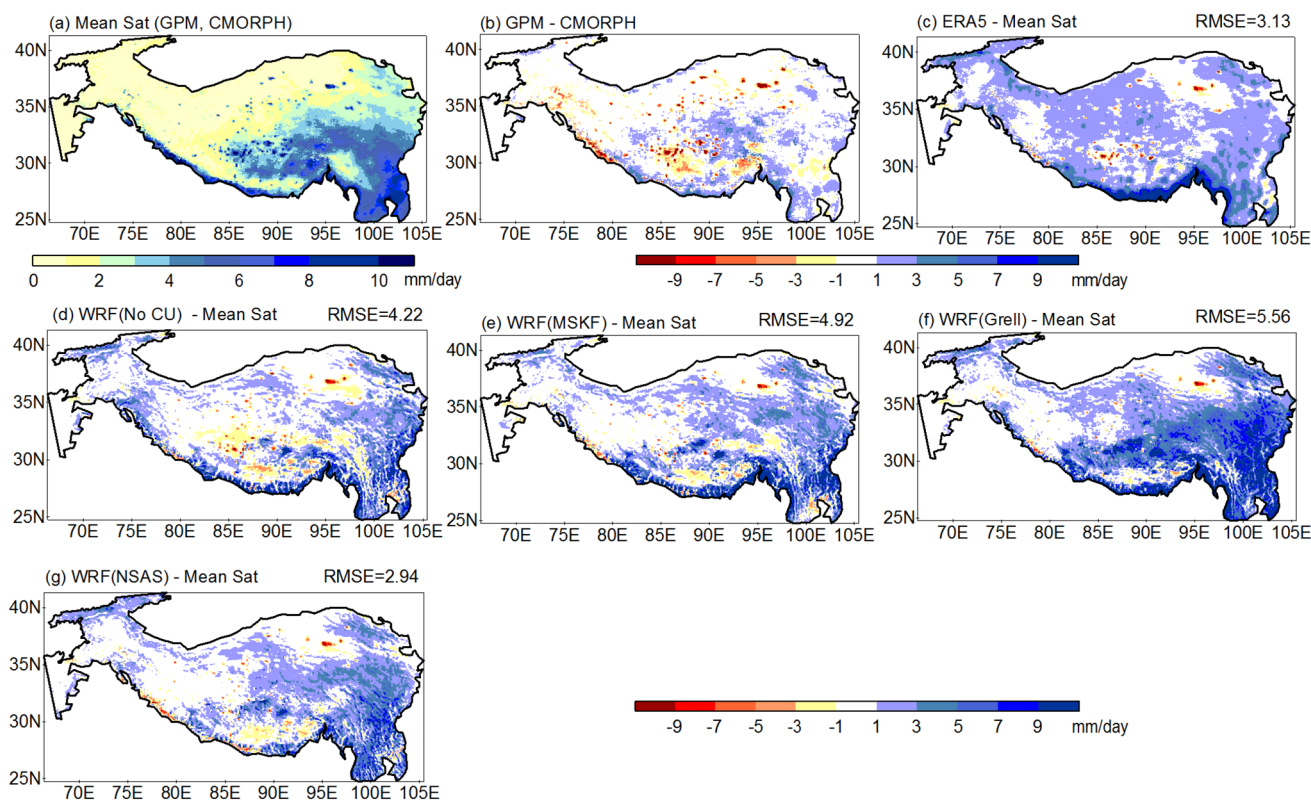 (a) Mean Sat (GPM, CMORPH)
(b) GPM - CMORPH
(c) ERA5 - Mean Sat RMSE=3.13
40N
35N
30N
25N
70E 75E 80E 85E 90E 95E 100E 105E
40N
35N
30N
25N
70E 75E 80E 85E 90E 95E 100E 105E
40N
35N
30N
25N
70E 75E 80E 85E 90E 95E 100E 105E
0 2 4 6 8 10 mm/day
-9 -7 -5 -3 -1 1 3 5 7 9 mm/day
(d) WRF(No CU) - Mean Sat RMSE=4.22
(e) WRF(MSKF) - Mean Sat RMSE=4.92
(f) WRF(Grell) - Mean Sat RMSE=5.56
40N
35N
30N
25N
70E 75E 80E 85E 90E 95E 100E 105E
40N
35N
30N
25N
70E 75E 80E 85E 90E 95E 100E 105E
40N
35N
30N
25N
70E 75E 80E 85E 90E 95E 100E 105E
(g) WRF(NSAS) - Mean Sat RMSE=2.94
40N
35N
30N
25N
70E 75E 80E 85E 90E 95E 100E 105E
-9 -7 -5 -3 -1 1 3 5 7 9 mm/day